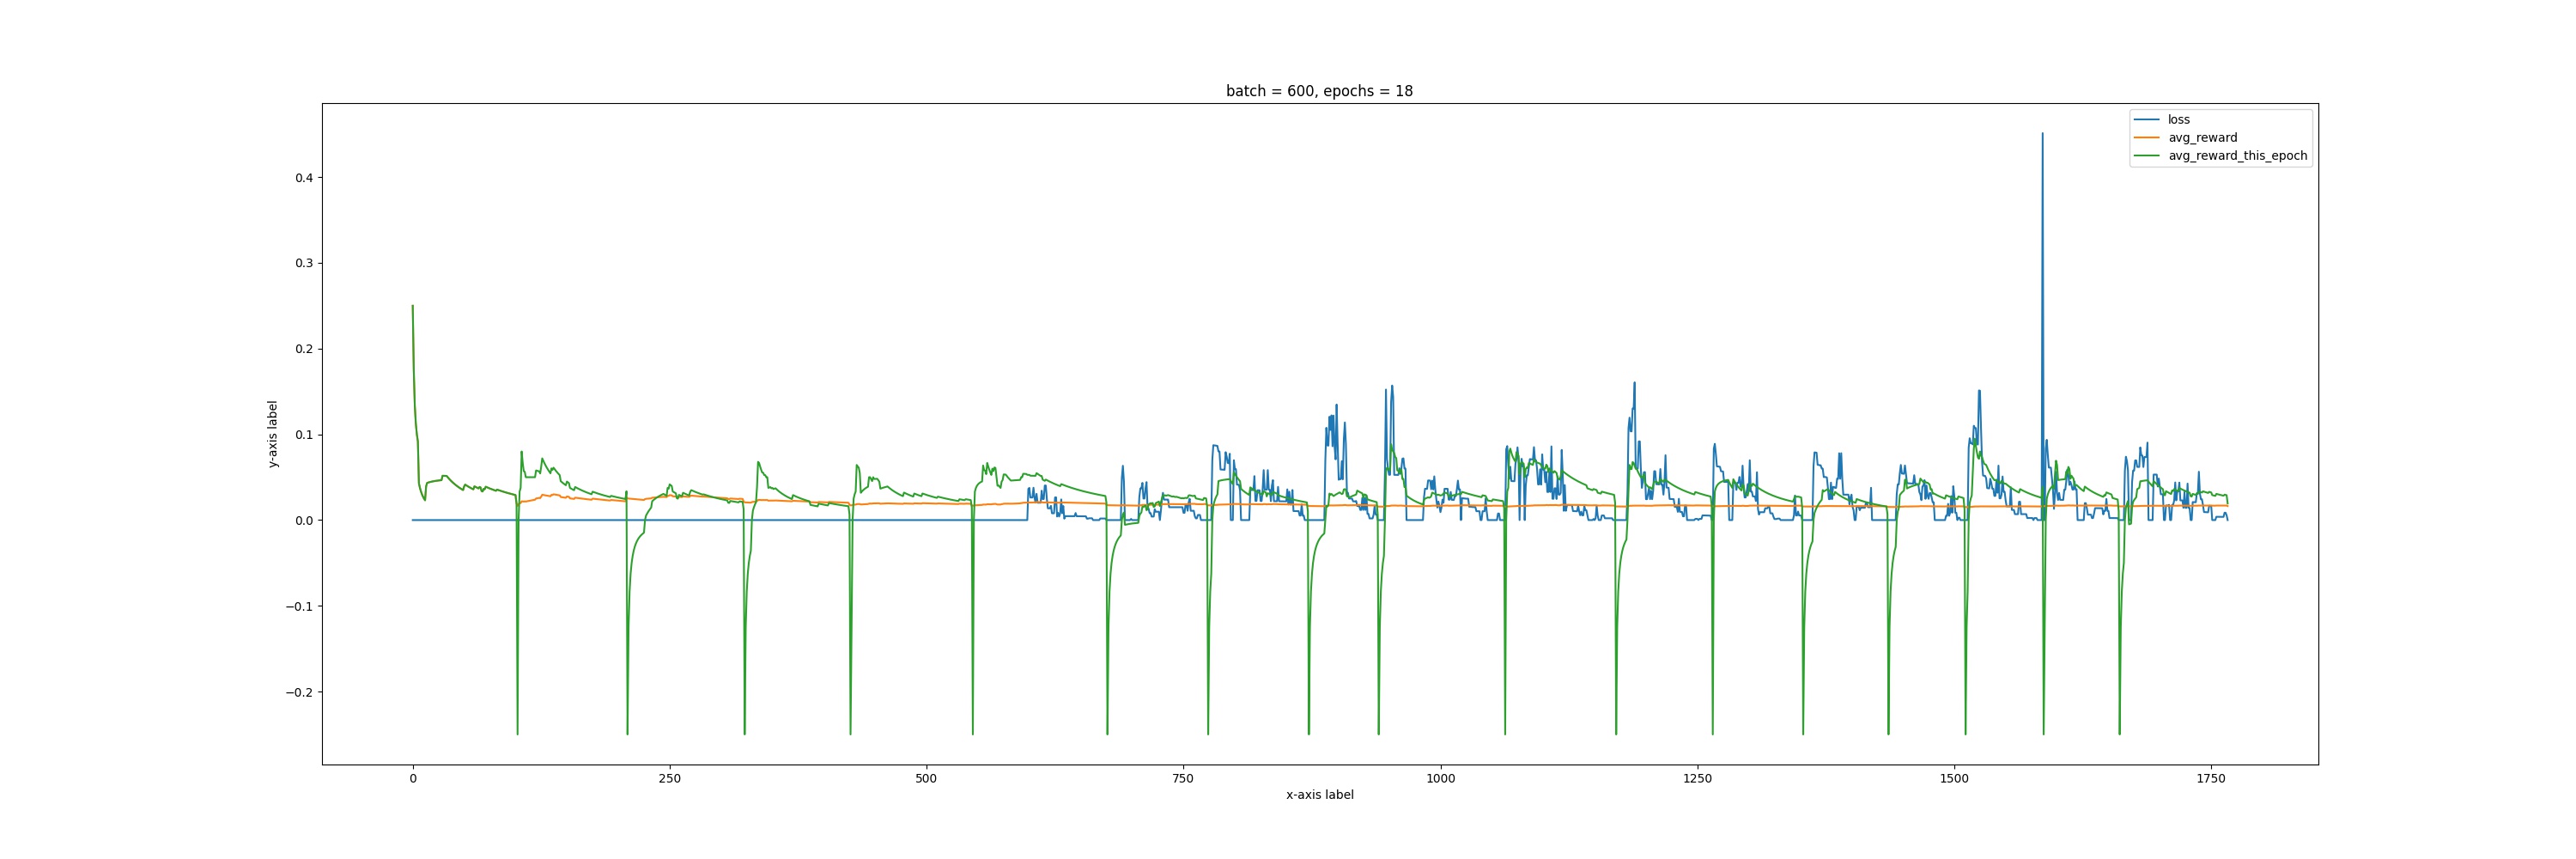 batch = 600, epochs = 18
loss
avg_reward
avg_reward_this_epoch
0.4
0.3
0.2
0.1
0.0
−0.1
−0.2
y-axis label
0 250 500 750 1000 1250 1500 1750
x-axis label